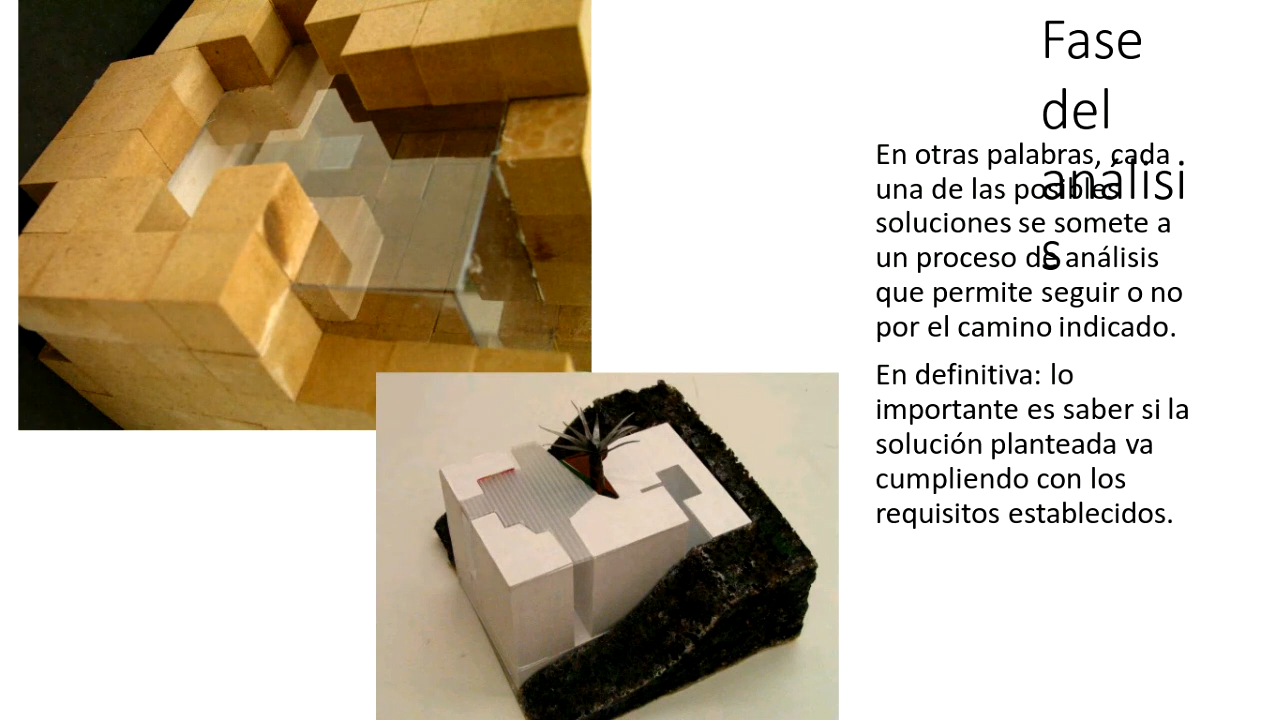 Fase
del
análisi
s
En otras palabras, cada
una de las posibles
soluciones se somete a
un proceso de análisis
que permite seguir o no
por el camino indicado.
En definitiva: lo
importante es saber si la
solución planteada va
cumpliendo con los
requisitos establecidos.